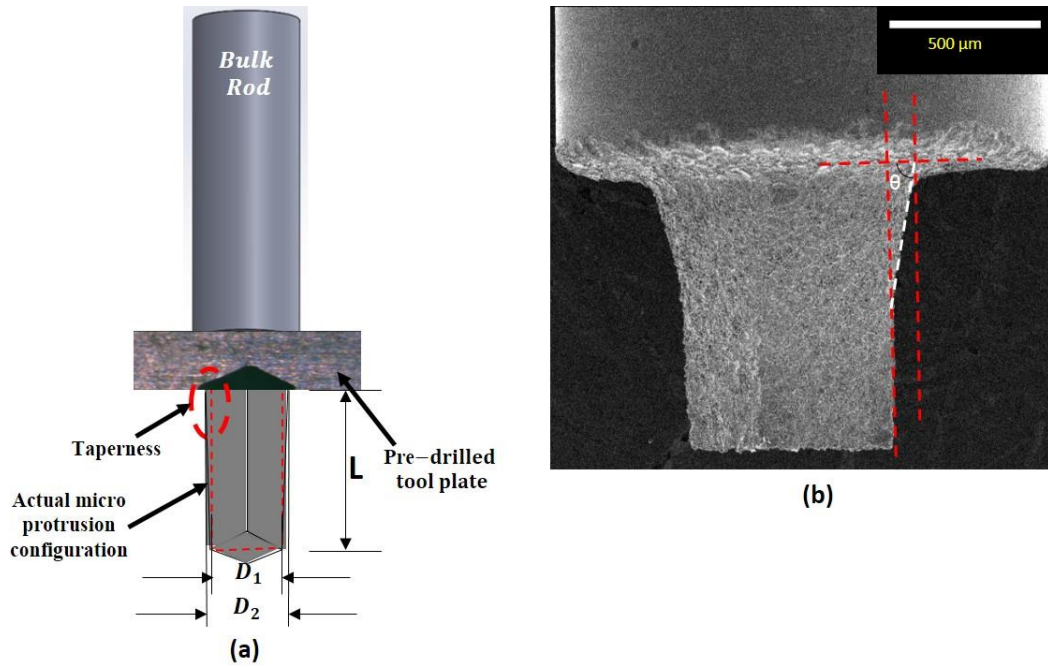 Bulk
Rod
Taperness
Actual micro
protrusion
configuration
L
Pre-drilled
tool plate
D₁
D₂
(a)
500 µm
θ
(b)